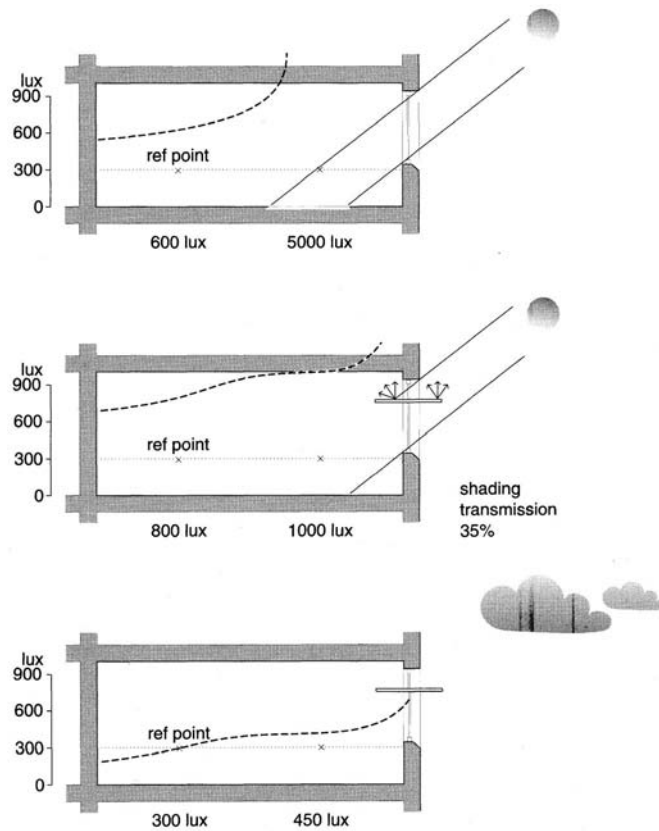 lux
900
600
300
0
ref point
600 lux 5000 lux
lux
900
600
300
0
ref point
800 lux 1000 lux
shading
transmission
35%
lux
900
600
300
0
ref point
300 lux 450 lux